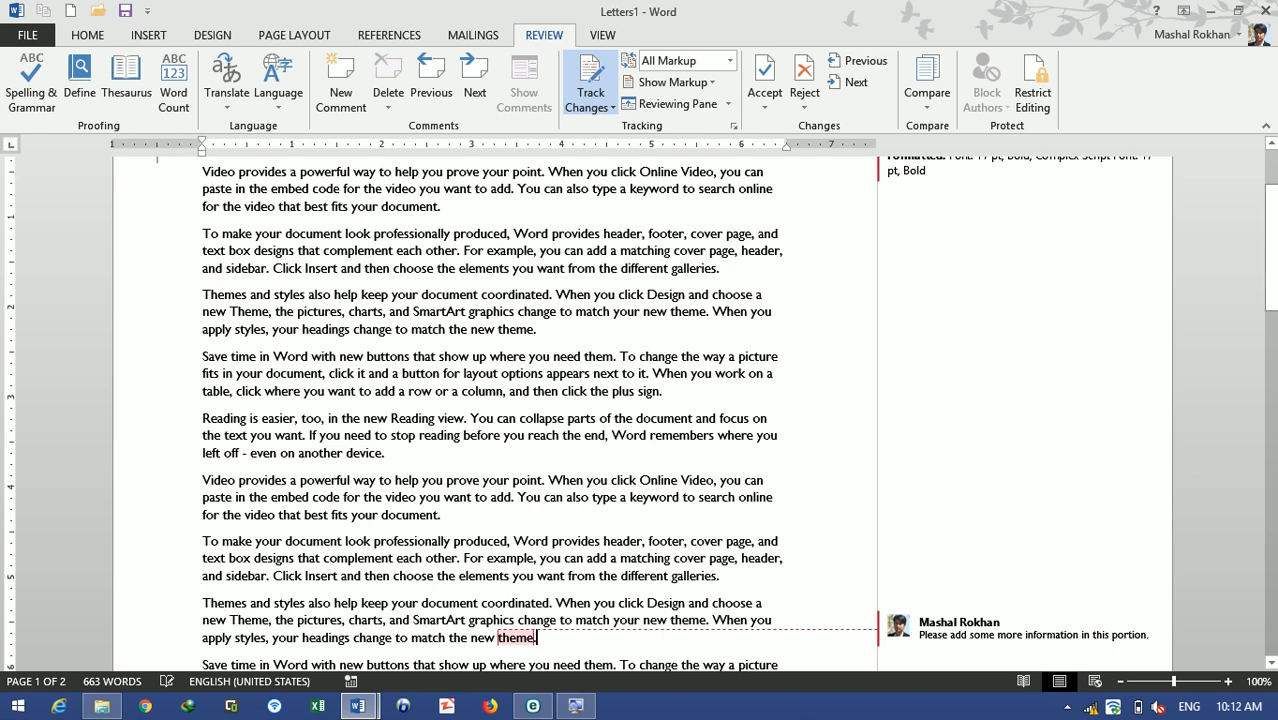 Letters1 - Word
FILE HOME INSERT DESIGN PAGE LAYOUT REFERENCES MAILINGS REVIEW VIEW Mashal Rokhan
ABC Spelling & Grammar
Define
Thesaurus
ABC 123 Word Count
Translate
Language
New Comment
Delete
Previous
Next
Show Comments
Track Changes
All Markup
Show Markup
Reviewing Pane
Accept
Reject
Previous
Next
Compare
Block Authors
Restrict Editing
Proofing Language Comments Tracking Changes Compare Protect
1 1 2 3 4 5 6 7
pt, Bold
Video provides a powerful way to help you prove your point. When you click Online Video, you can
paste in the embed code for the video you want to add. You can also type a keyword to search online
for the video that best fits your document.
To make your document look professionally produced, Word provides header, footer, cover page, and
text box designs that complement each other. For example, you can add a matching cover page, header,
and sidebar. Click Insert and then choose the elements you want from the different galleries.
Themes and styles also help keep your document coordinated. When you click Design and choose a
new Theme, the pictures, charts, and SmartArt graphics change to match your new theme. When you
apply styles, your headings change to match the new theme.
Save time in Word with new buttons that show up where you need them. To change the way a picture
fits in your document, click it and a button for layout options appears next to it. When you work on a
table, click where you want to add a row or a column, and then click the plus sign.
Reading is easier, too, in the new Reading view. You can collapse parts of the document and focus on
the text you want. If you need to stop reading before you reach the end, Word remembers where you
left off - even on another device.
Video provides a powerful way to help you prove your point. When you click Online Video, you can
paste in the embed code for the video you want to add. You can also type a keyword to search online
for the video that best fits your document.
To make your document look professionally produced, Word provides header, footer, cover page, and
text box designs that complement each other. For example, you can add a matching cover page, header,
and sidebar. Click Insert and then choose the elements you want from the different galleries.
Themes and styles also help keep your document coordinated. When you click Design and choose a
new Theme, the pictures, charts, and SmartArt graphics change to match your new theme. When you
apply styles, your headings change to match the new theme.
Mashal Rokhan
Please add some more information in this portion.
Save time in Word with new buttons that show up where you need them. To change the way a picture
PAGE 1 OF 2 663 WORDS ENGLISH (UNITED STATES) 100%
ENG 10:12 AM